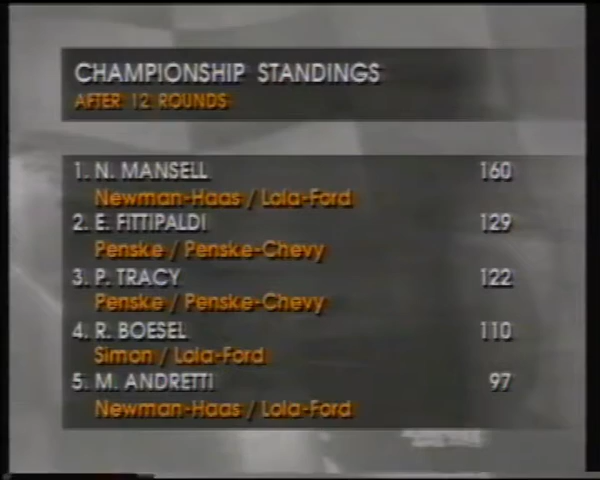 CHAMPIONSHIP STANDINGS
AFTER 12 ROUNDS
1. N. MANSELL 160
Newman-Haas / Lola-Ford
2. E. FITTIPALDI 129
Penske / Penske-Chevy
3. P. TRACY 122
Penske / Penske-Chevy
4. R. BOESEL 110
Simon / Lola-Ford
5. M. ANDRETTI 97
Newman-Haas / Lola-Ford